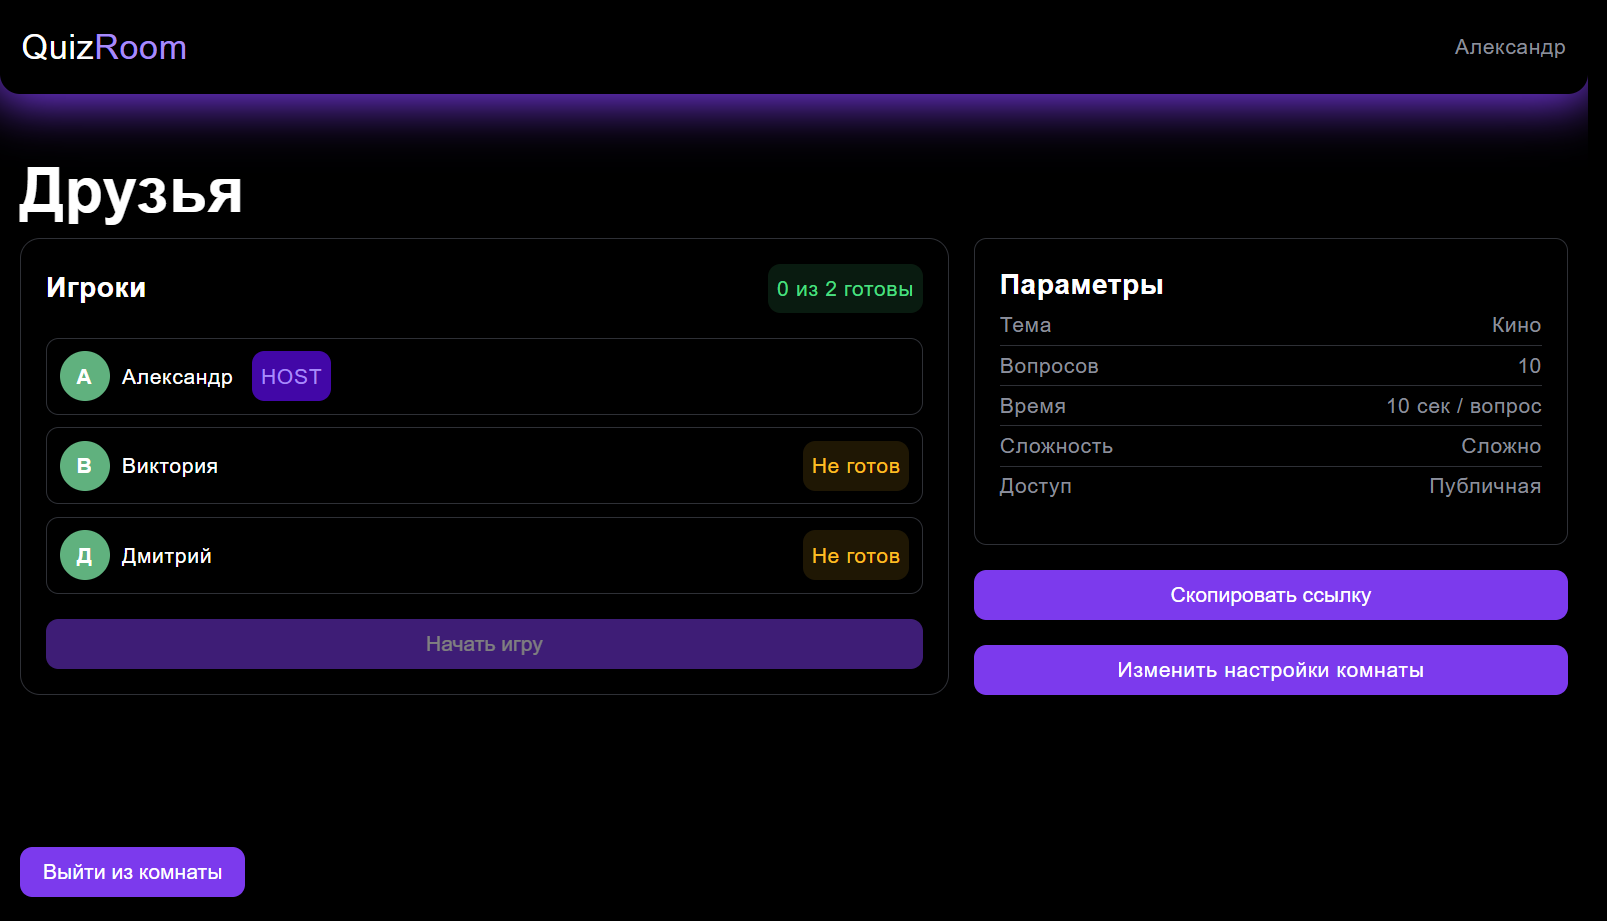 QuizRoom
Александр
Друзья
Игроки
0 из 2 готовы
А
Александр
HOST
В
Виктория
Не готов
Д
Дмитрий
Не готов
Начать игру
Параметры
Тема
Кино
Вопросов
10
Время
10 сек / вопрос
Сложность
Сложно
Доступ
Публичная
Скопировать ссылку
Изменить настройки комнаты
Выйти из комнаты